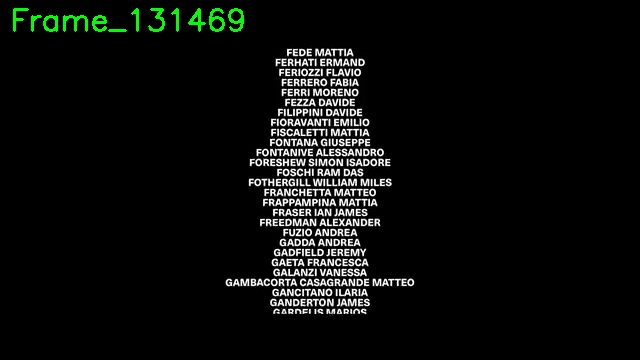 Frame_131469
FEDE MATTIA
FERHATI ERMAND
FERIOZZI FLAVIO
FERRERO FABIA
FERRI MORENO
FEZZA DAVIDE
FILIPPINI DAVIDE
FIORAVANTI EMILIO
FISCALETTI MATTIA
FONTANA GIUSEPPE
FONTANIVE ALESSANDRO
FORESHEW SIMON ISADORE
FOSCHI RAM DAS
FOTHERGILL WILLIAM MILES
FRANCHETTA MATTEO
FRAPPAMPINA MATTIA
FRASER IAN JAMES
FREEDMAN ALEXANDER
FUZIO ANDREA
GADDA ANDREA
GADFIELD JEREMY
GAETA FRANCESCA
GALANZI VANESSA
GAMBACORTA CASAGRANDE MATTEO
GANCITANO ILARIA
GANDERTON JAMES
GARDELIS MARIOS